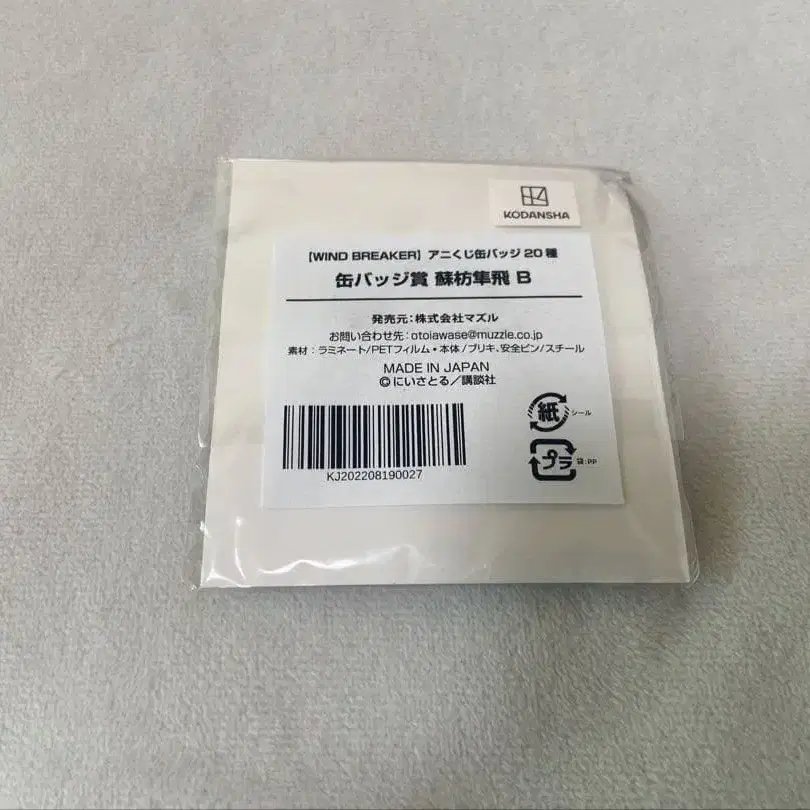 KODANSHA
【WIND BREAKER】アニくじ缶バッジ 20 種
缶バッジ賞 蘇枋隼飛 B
発売元：株式会社マズル
お問い合わせ先：otoiawase@muzzle.co.jp
素材：ラミネート/PETフィルム・本体/ブリキ、安全ピン/スチール
MADE IN JAPAN
©にいさとる／講談社
紙 シール
プラ 袋：PP
KJ202208190027